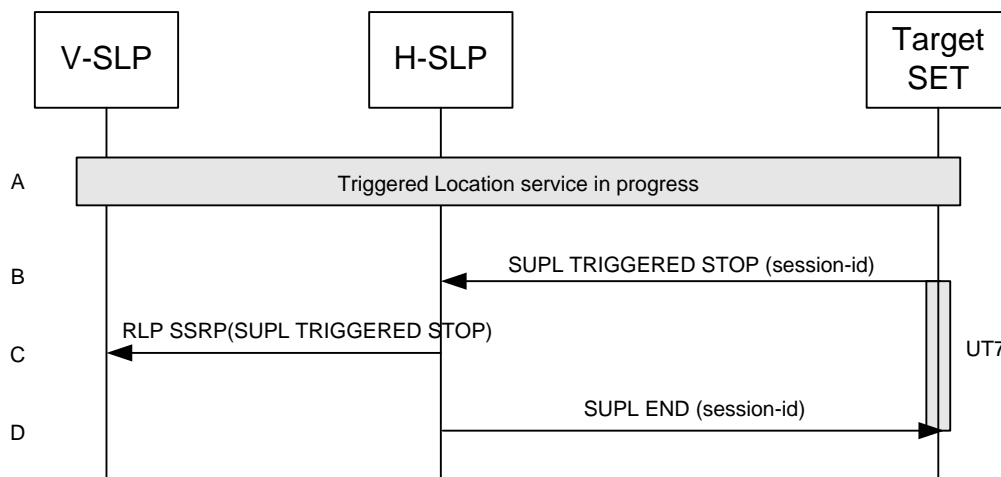 V-SLP
H-SLP
Target
SET
A
Triggered Location service in progress
B
SUPL TRIGGERED STOP (session-id)
RLP SSRP(SUPL TRIGGERED STOP)
C
UT7
SUPL END (session-id)
D